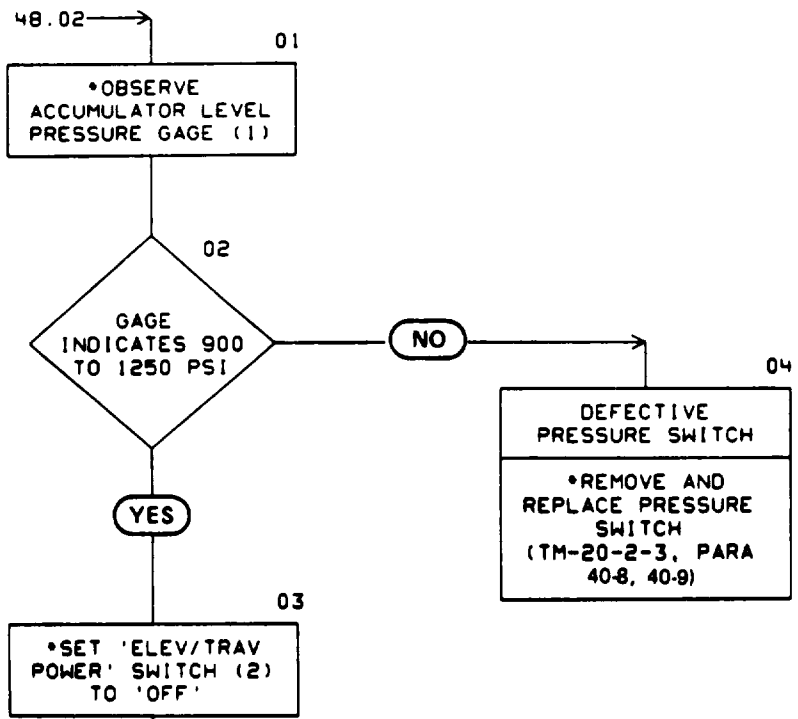 48.02
01
*OBSERVE
ACCUMULATOR LEVEL
PRESSURE GAGE (1)
02
GAGE
INDICATES 900
TO 1250 PSI
NO
04
DEFECTIVE
PRESSURE SWITCH
*REMOVE AND
REPLACE PRESSURE
SWITCH
(TM-20-2-3, PARA
40-8, 40-9)
YES
03
*SET 'ELEV/TRAV
POWER' SWITCH (2)
TO 'OFF'